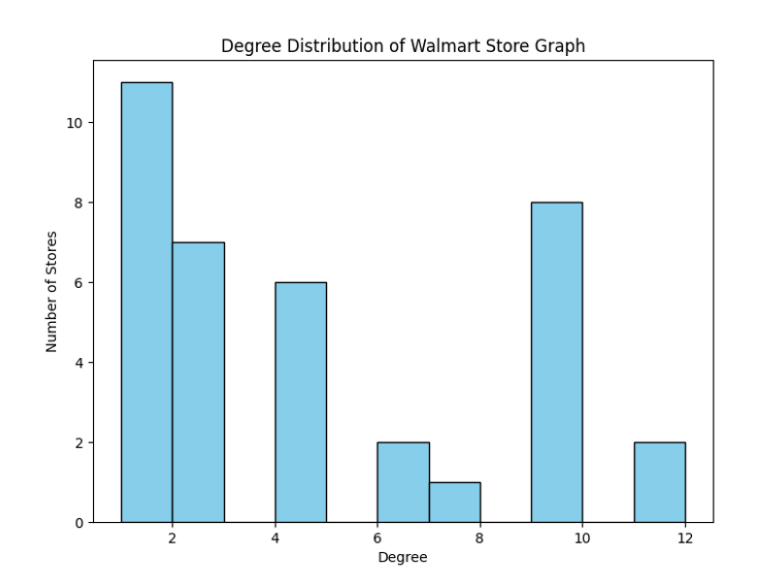 Degree Distribution of Walmart Store Graph
10
8
6
4
2
0
Number of Stores
2 4 6 8 10 12
Degree